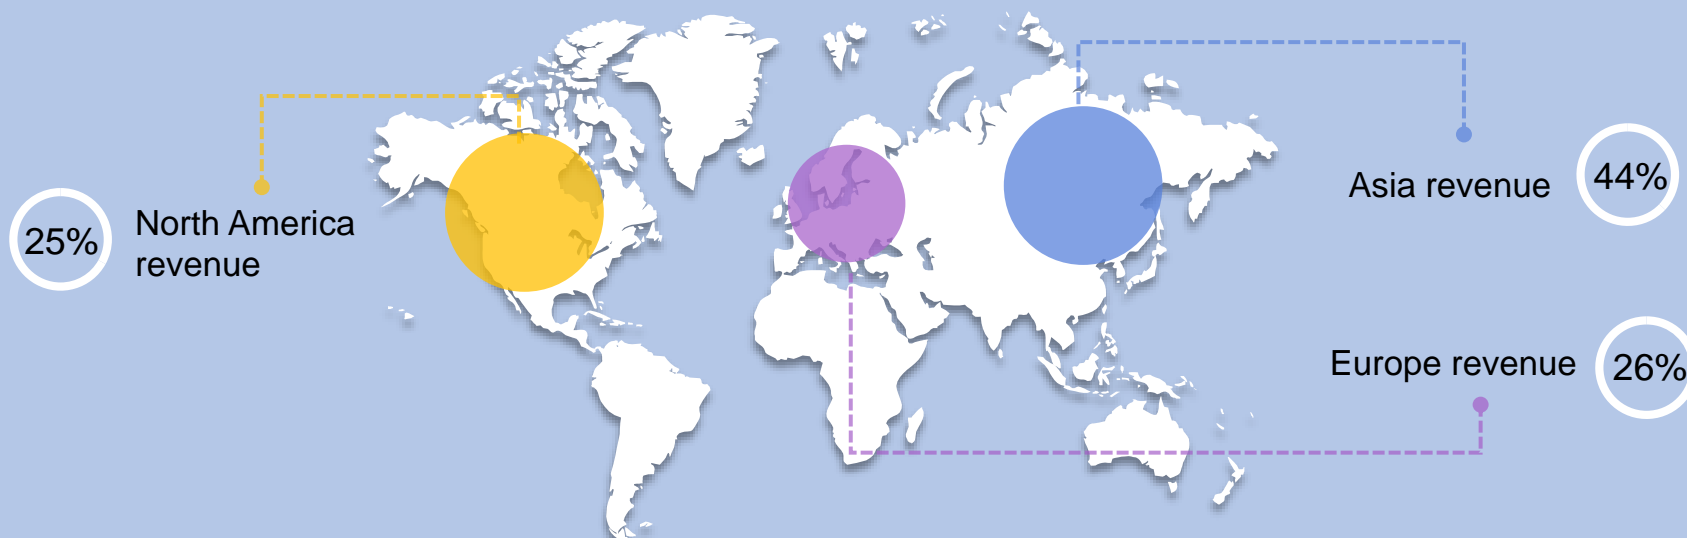 25%
North America
revenue
Asia revenue
44%
Europe revenue
26%